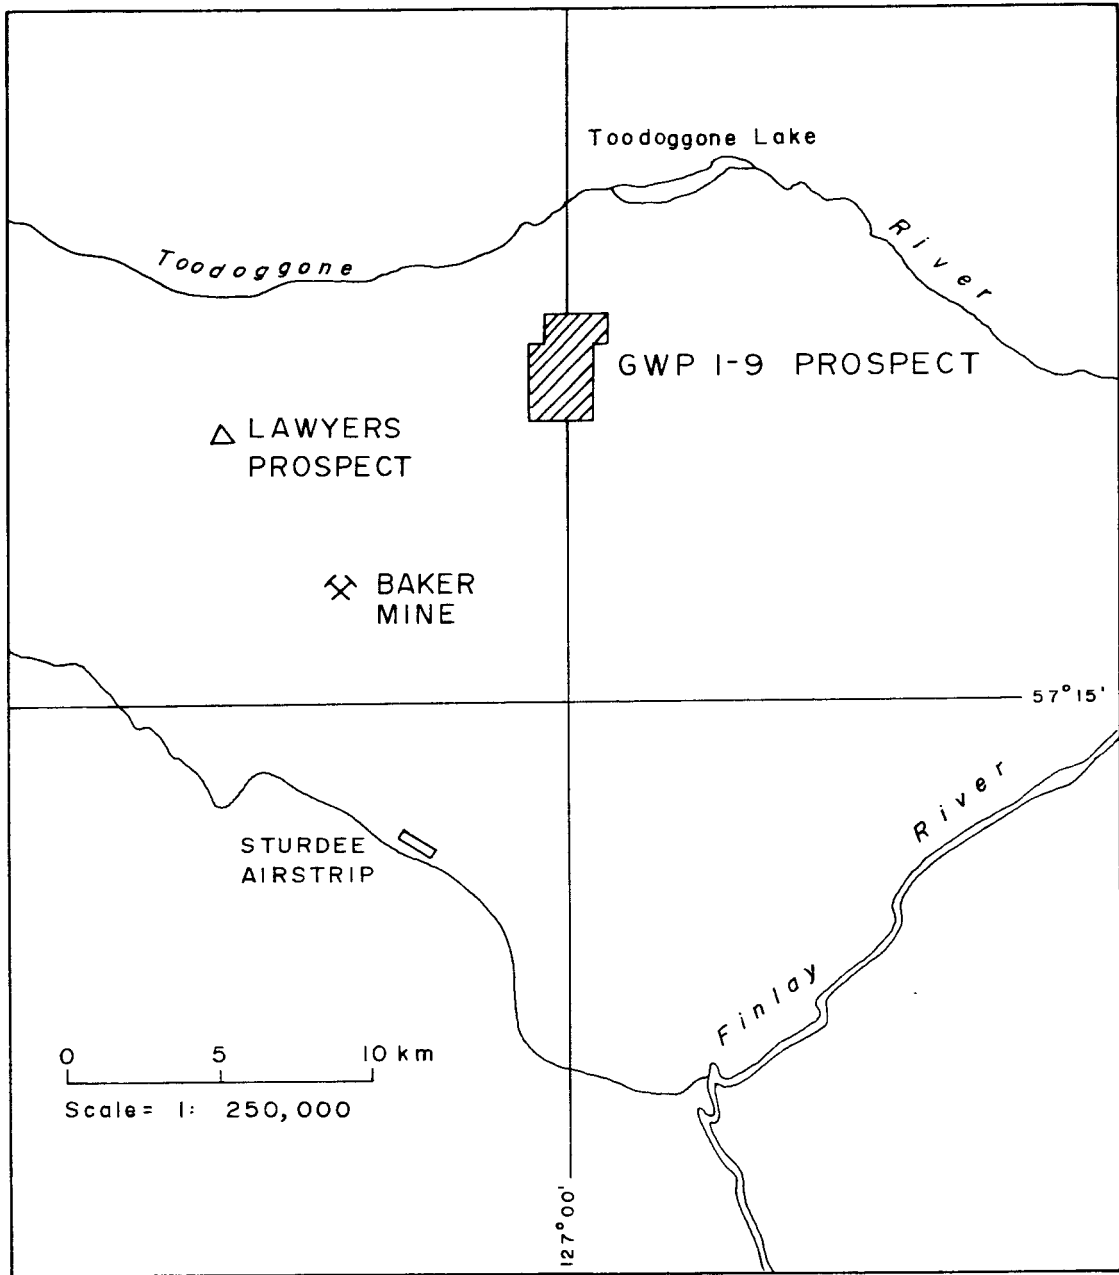 Toodoggone Lake
Toodoggone
River
GWP 1-9 PROSPECT
LAWYERS
PROSPECT
BAKER
MINE
57°15'
STURDEE
AIRSTRIP
River
Finlay
0 5 10 km
Scale= 1: 250,000
127°00'